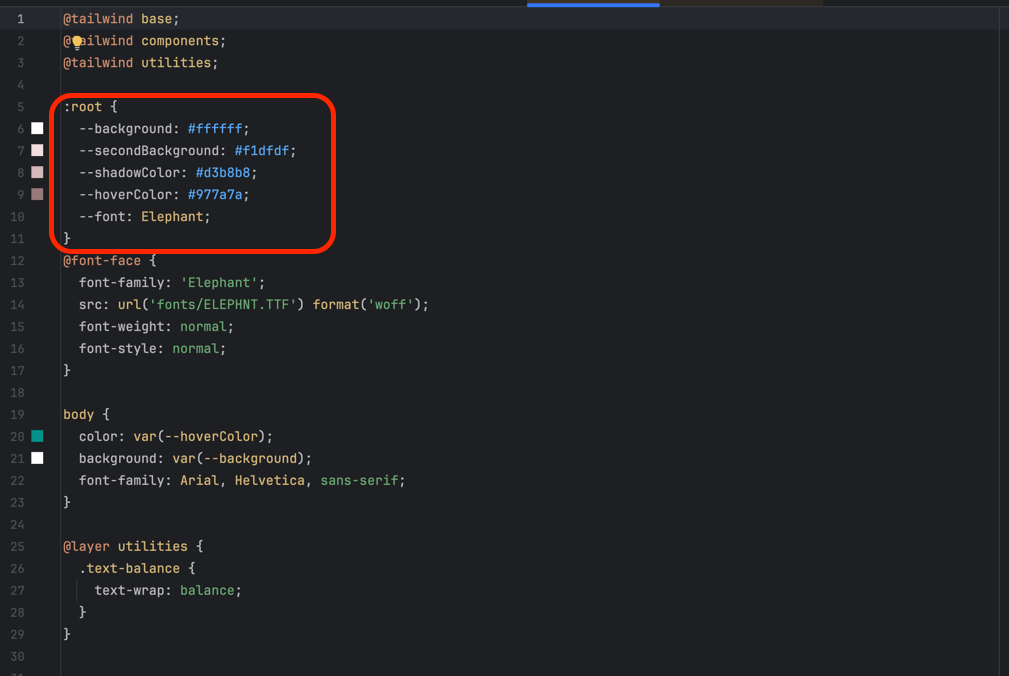 1 @tailwind base;
2 @tailwind components;
3 @tailwind utilities;
4
5 :root {
6 --background: #ffffff;
7 --secondBackground: #f1dfdf;
8 --shadowColor: #d3b8b8;
9 --hoverColor: #977a7a;
10 --font: Elephant;
11 }
12 @font-face {
13 font-family: 'Elephant';
14 src: url('fonts/ELEPHNT.TTF') format('woff');
15 font-weight: normal;
16 font-style: normal;
17 }
18
19 body {
20 color: var(--hoverColor);
21 background: var(--background);
22 font-family: Arial, Helvetica, sans-serif;
23 }
24
25 @layer utilities {
26 .text-balance {
27 text-wrap: balance;
28 }
29 }
30